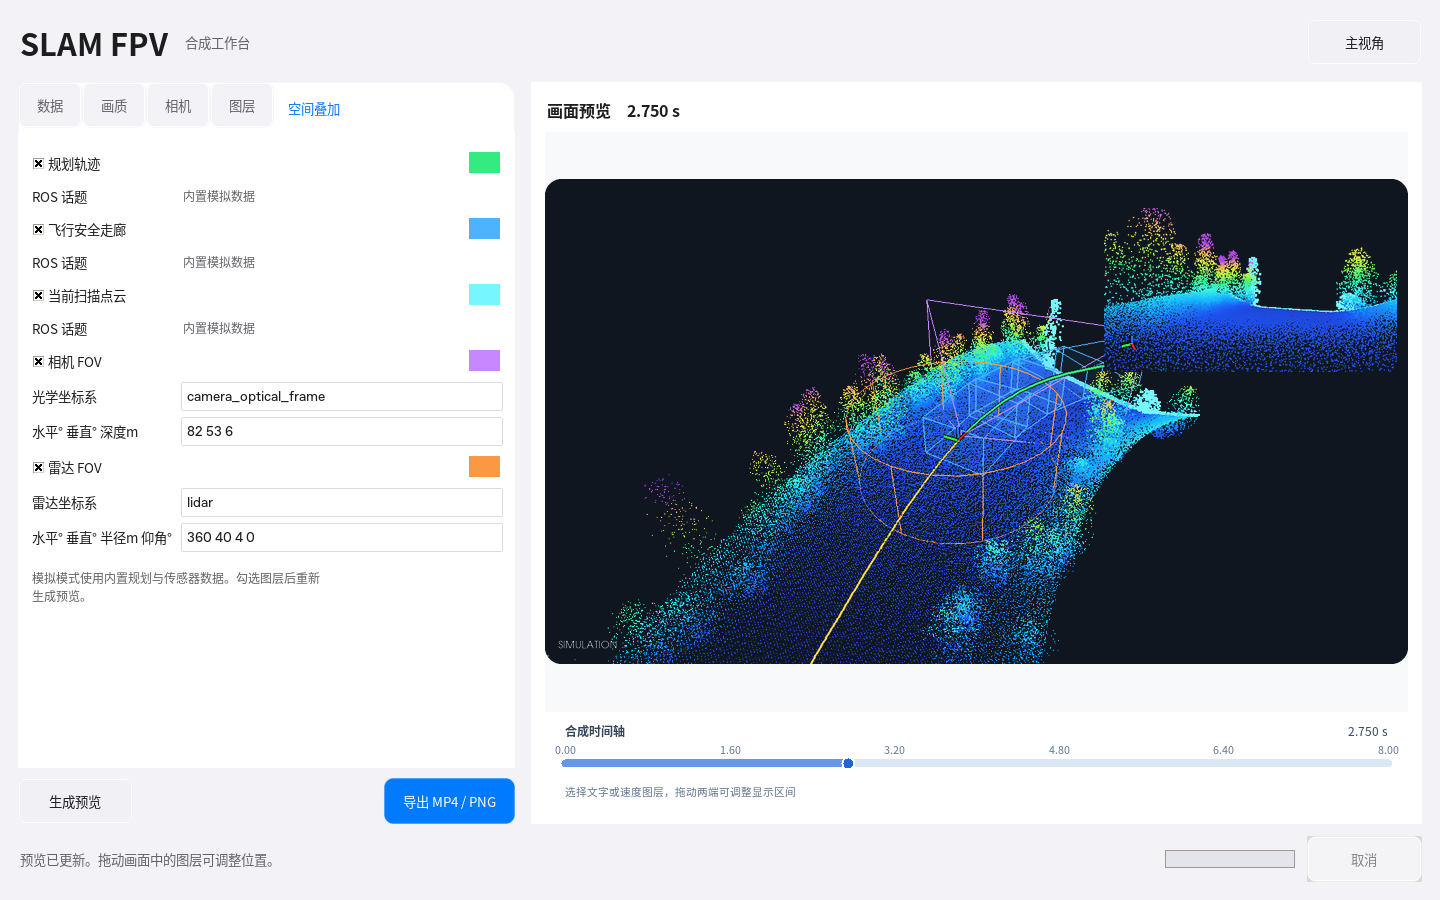 SLAM FPV 合成工作台 主视角
数据 画质 相机 图层 空间叠加
规划轨迹
ROS 话题 内置模拟数据
飞行安全走廊
ROS 话题 内置模拟数据
当前扫描点云
ROS 话题 内置模拟数据
相机 FOV
光学坐标系 camera_optical_frame
水平° 垂直° 深度m 82 53 6
雷达 FOV
雷达坐标系 lidar
水平° 垂直° 半径m 仰角° 360 40 4 0
模拟模式使用内置规划与传感器数据。勾选图层后重新
生成预览。
生成预览 导出 MP4 / PNG
画面预览 2.750 s
SIMULATION
合成时间轴 2.750 s
0.00 1.60 3.20 4.80 6.40 8.00
选择文字或速度图层，拖动两端可调整显示区间
预览已更新。拖动画面中的图层可调整位置。 取消